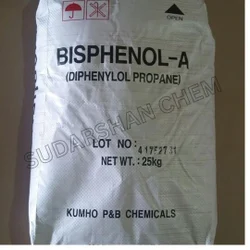 OPEN
BISPHENOL-A
(DIPHENYLOL PROPANE)
SUDARSHAN CHEM
LOT NO :
NET WT. : 25kg
KUMHO P&B CHEMICALS